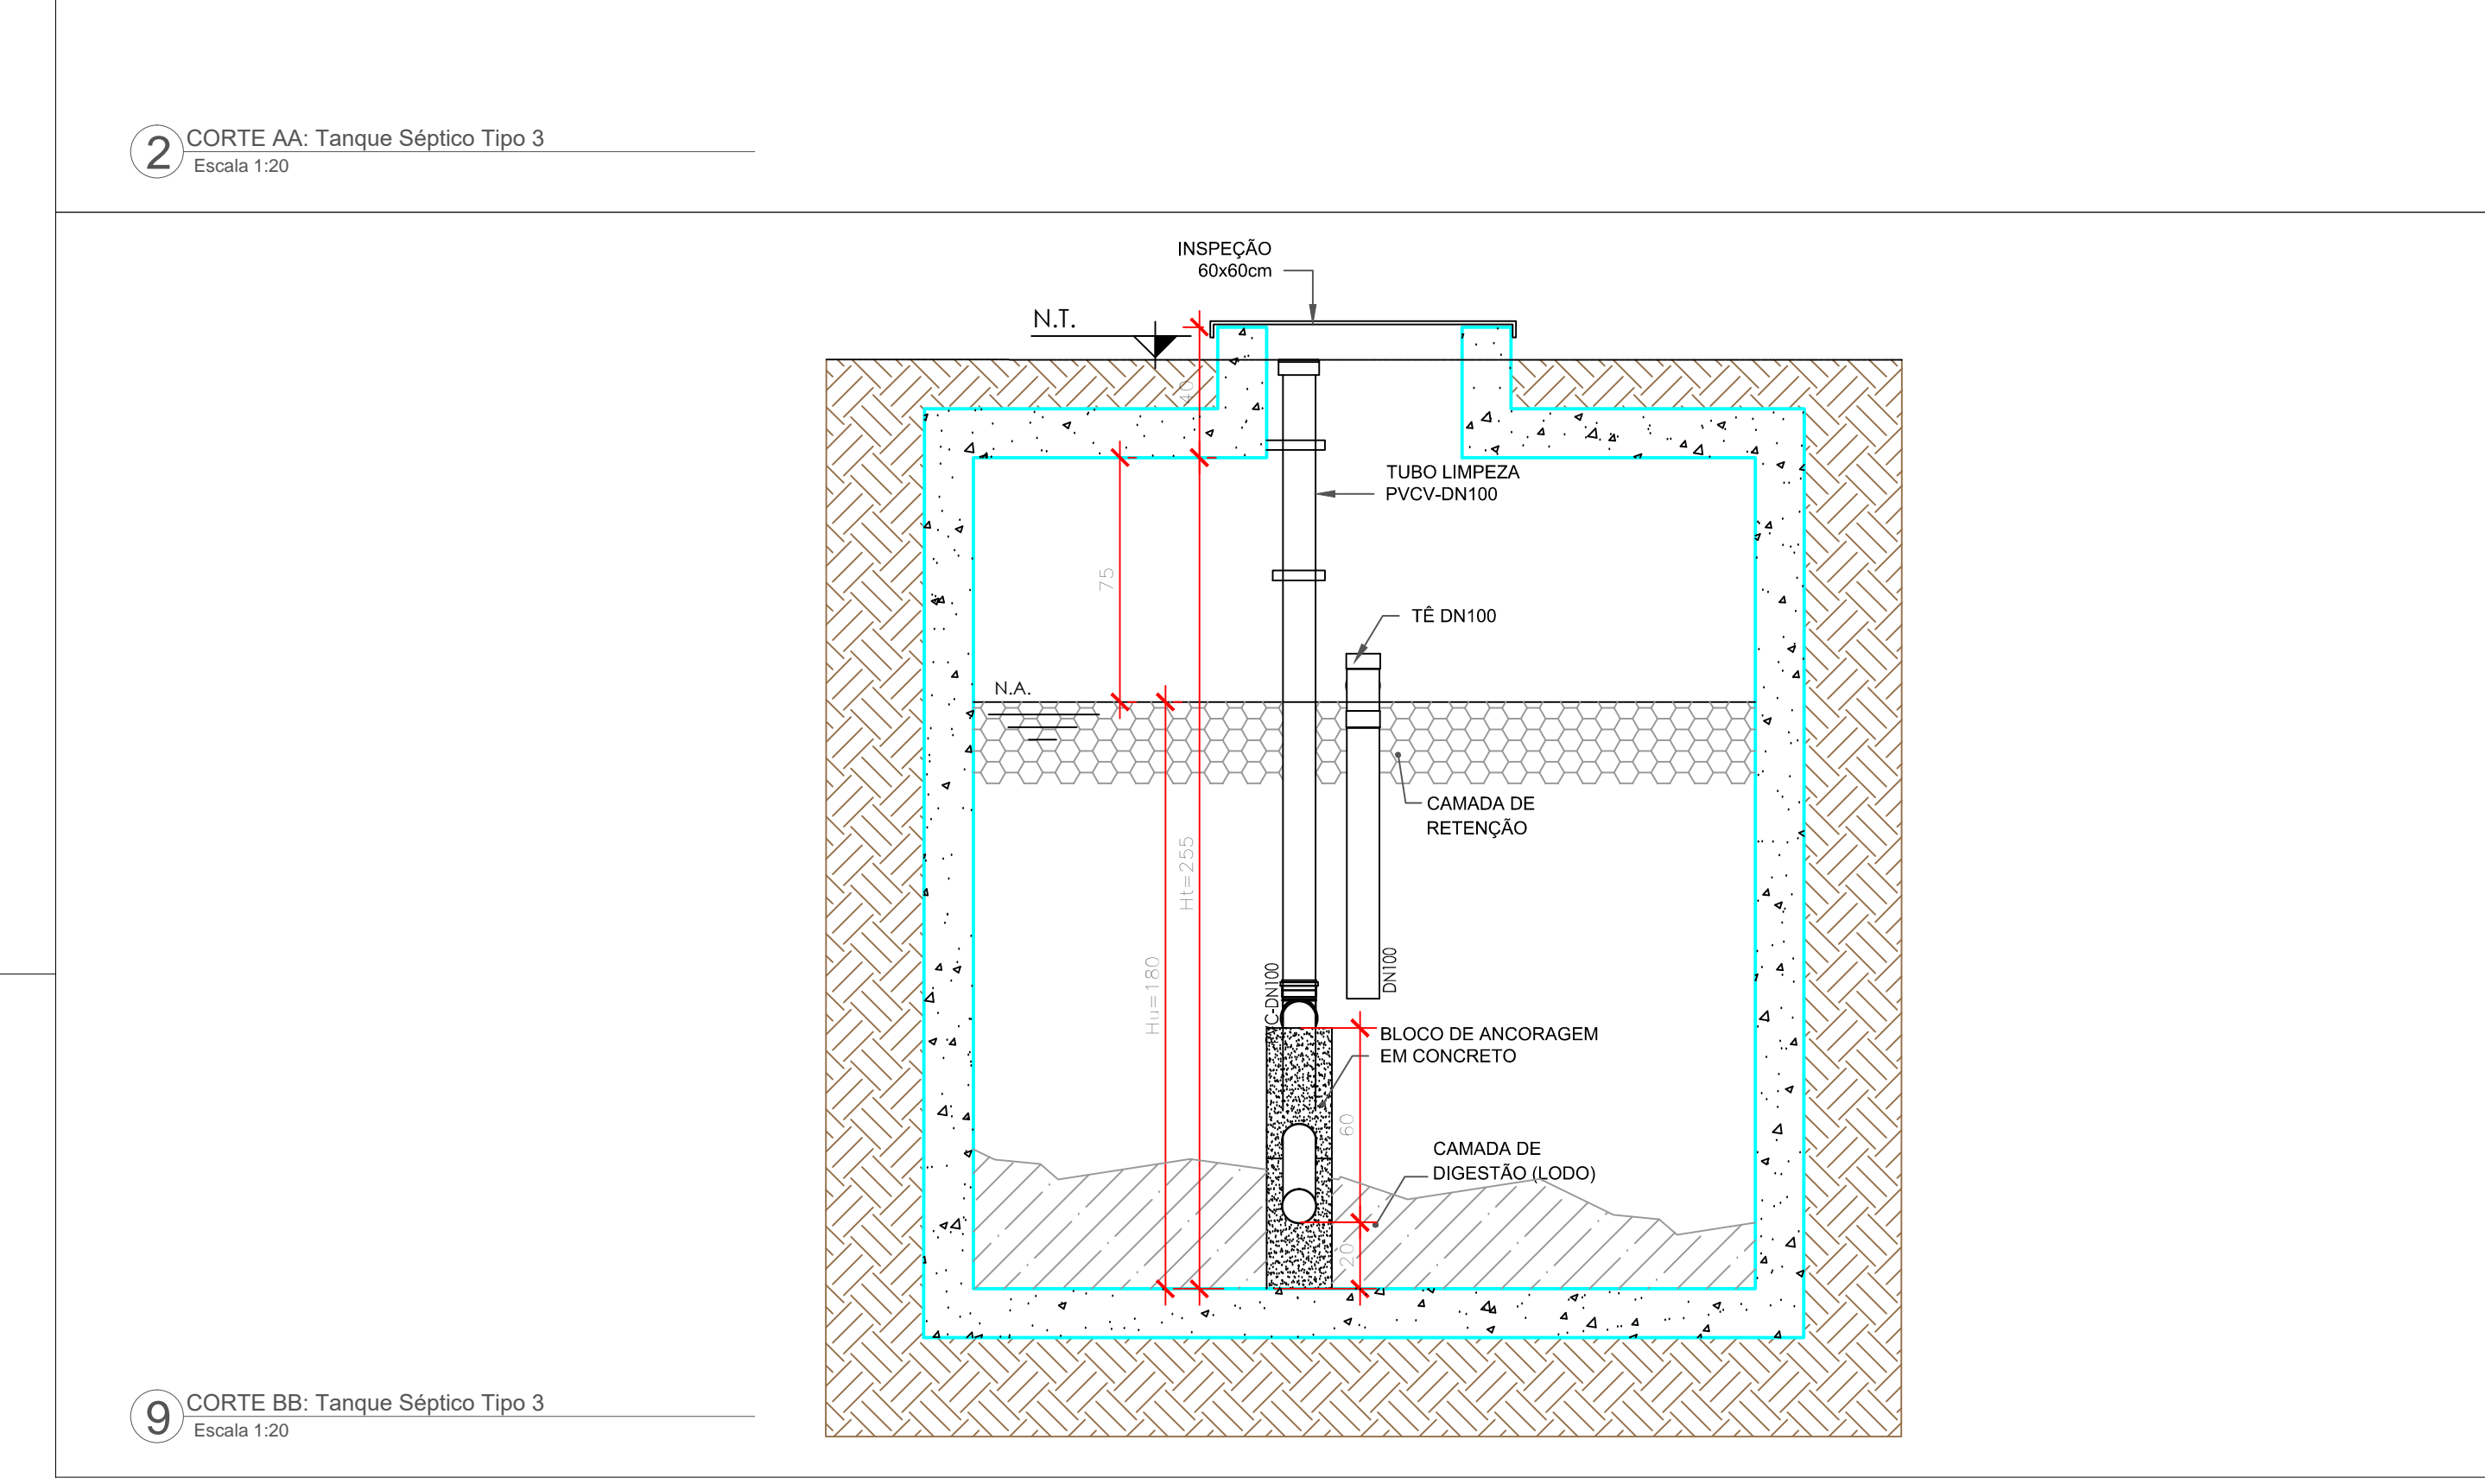 2
CORTE AA: Tanque Séptico Tipo 3
Escala 1:20
INSPEÇÃO
60x60cm
N.T.
40
TUBO LIMPEZA
PVCV-DN100
75
TÊ DN100
N.A.
CAMADA DE
RETENÇÃO
Ht=255
Hu=180
DN100
BLOCO DE ANCORAGEM
EM CONCRETO
60
CAMADA DE
DIGESTÃO (LODO)
20
9
CORTE BB: Tanque Séptico Tipo 3
Escala 1:20